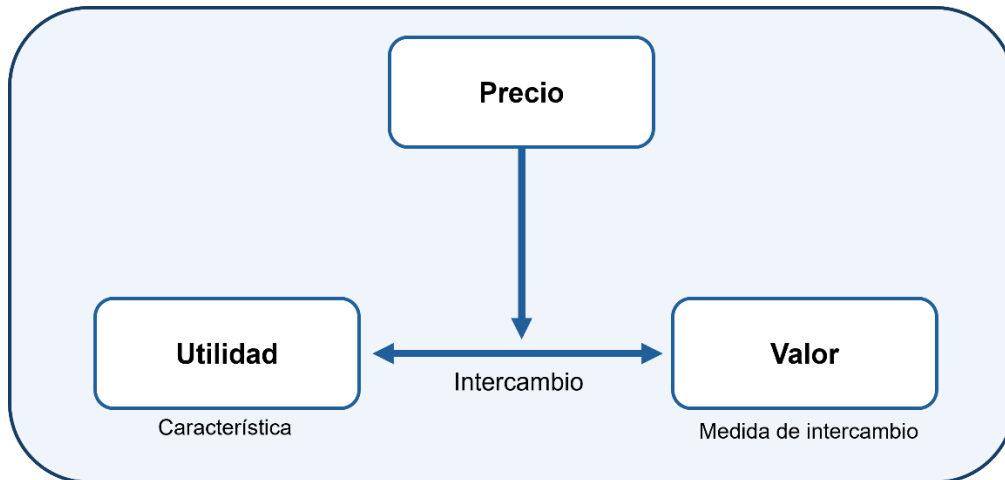 Precio
Utilidad
Valor
Intercambio
Característica
Medida de intercambio